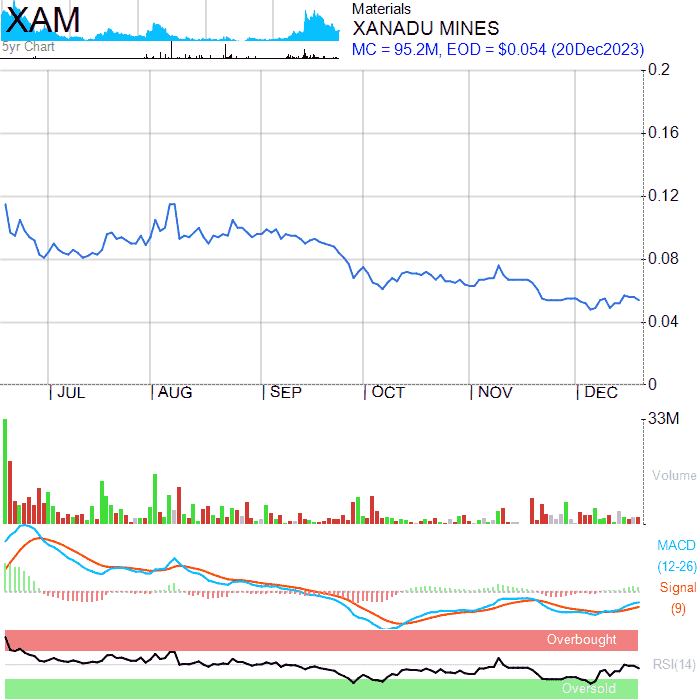 XAM
5yr Chart
Materials
XANADU MINES
MC = 95.2M, EOD = $0.054 (20Dec2023)
0.2
0.16
0.12
0.08
0.04
0
JUL AUG SEP OCT NOV DEC
33M
Volume
MACD
(12-26)
Signal
(9)
Overbought
RSI(14)
Oversold